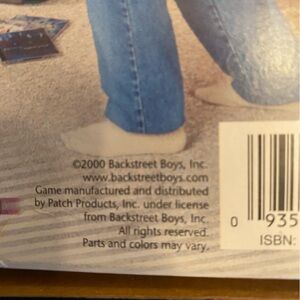 ©2000 Backstreet Boys, Inc.
www.backstreetboys.com
Game manufactured and distributed
by Patch Products, Inc. under license
from Backstreet Boys, Inc.
All rights reserved.
Parts and colors may vary.
0 935
ISBN: